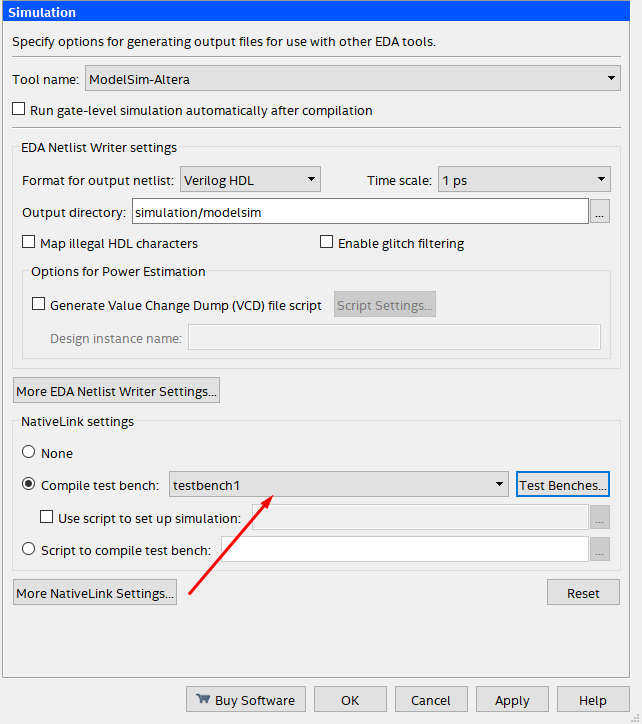 Simulation
Specify options for generating output files for use with other EDA tools.
Tool name: ModelSim-Altera
Run gate-level simulation automatically after compilation
EDA Netlist Writer settings
Format for output netlist: Verilog HDL Time scale: 1 ps
Output directory: simulation/modelsim ...
Map illegal HDL characters Enable glitch filtering
Options for Power Estimation
Generate Value Change Dump (VCD) file script Script Settings...
Design instance name:
More EDA Netlist Writer Settings...
NativeLink settings
None
Compile test bench: testbench1 Test Benches...
Use script to set up simulation: ...
Script to compile test bench: ...
More NativeLink Settings... Reset
Buy Software OK Cancel Apply Help